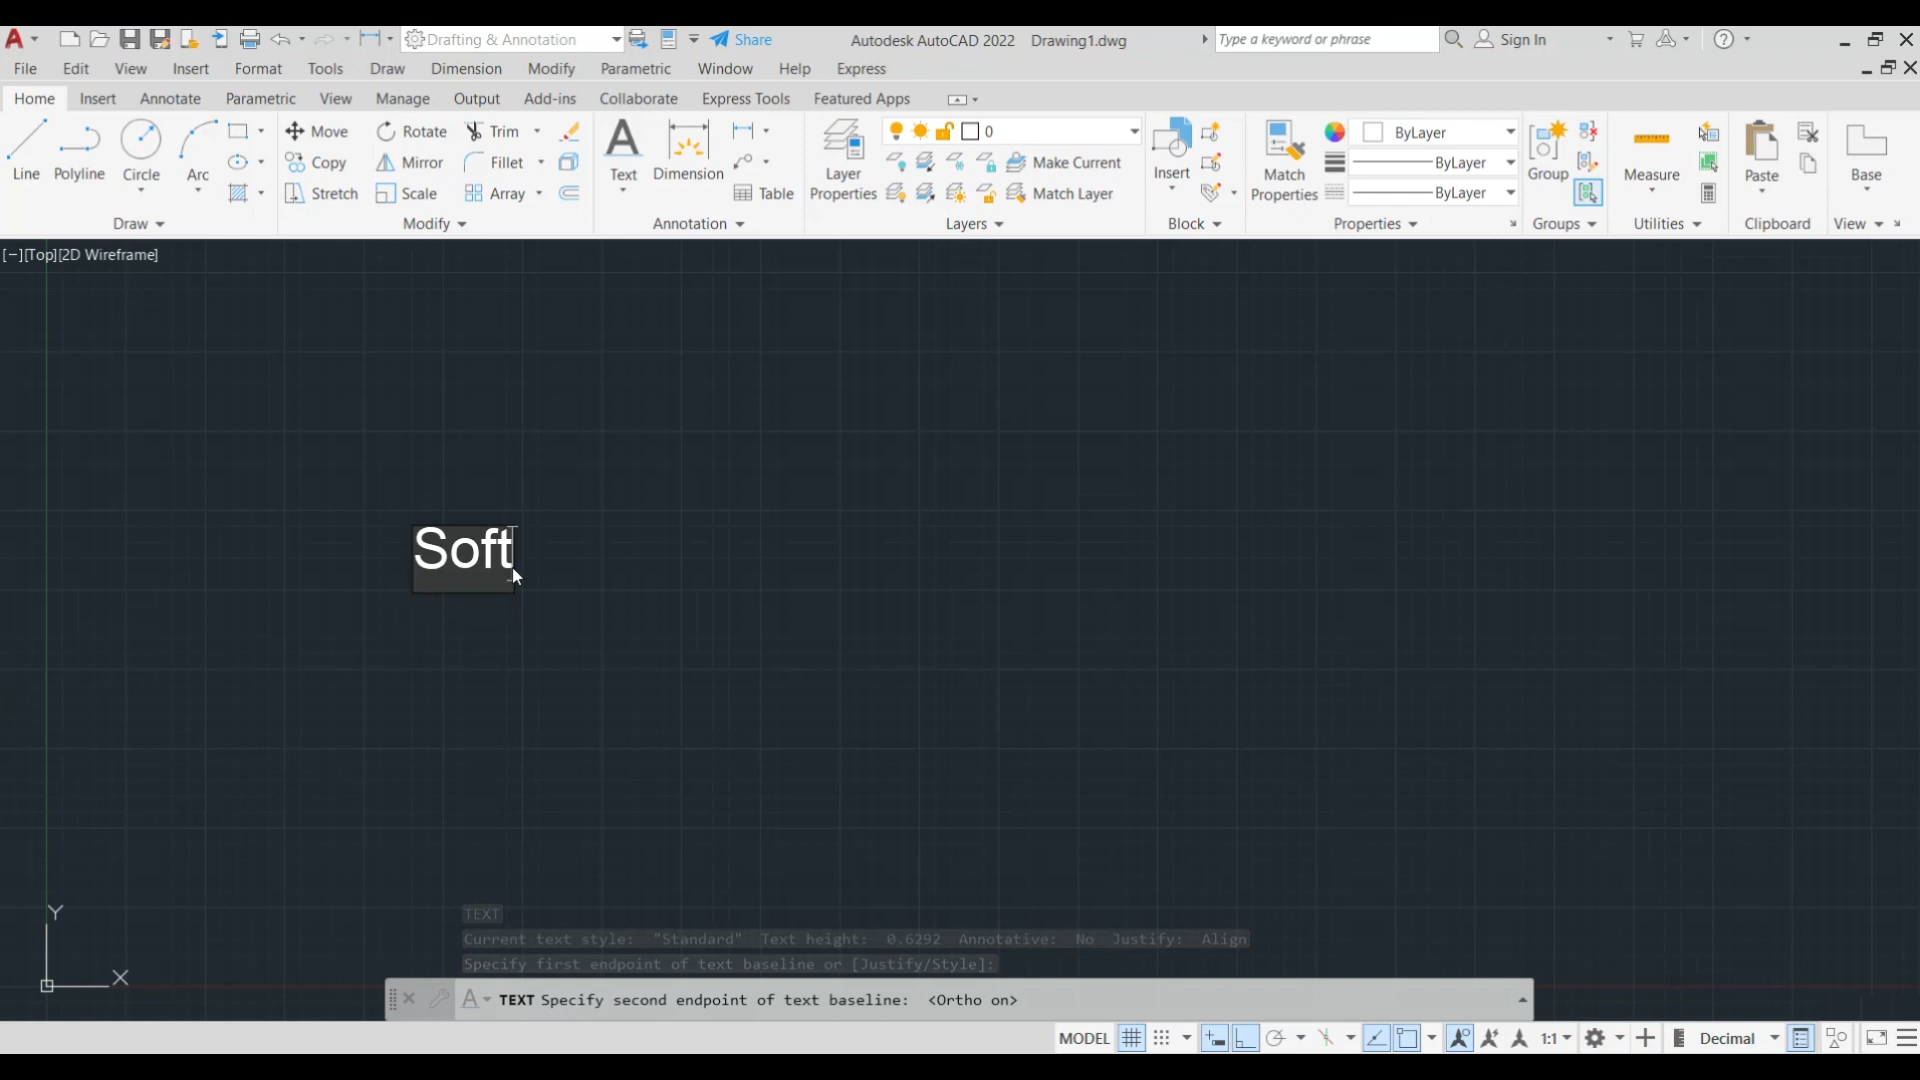 Drafting & Annotation
Share
Autodesk AutoCAD 2022 Drawing1.dwg
Type a keyword or phrase
Sign In
File Edit View Insert Format Tools Draw Dimension Modify Parametric Window Help Express
Home Insert Annotate Parametric View Manage Output Add-ins Collaborate Express Tools Featured Apps
Line Polyline Circle Arc
Move Rotate Trim
Copy Mirror Fillet
Stretch Scale Array
Text Dimension Table
Layer Properties
0
Make Current
Match Layer
Insert
Match Properties
ByLayer
ByLayer
ByLayer
Group
Measure
Paste
Base
Draw Modify Annotation Layers Block Properties Groups Utilities Clipboard View
[-][Top][2D Wireframe]
Soft
Y
X
TEXT
Current text style: "Standard" Text height: 0.6292 Annotative: No Justify: Align
Specify first endpoint of text baseline or [Justify/Style]:
TEXT Specify second endpoint of text baseline: <Ortho on>
MODEL 1:1 Decimal